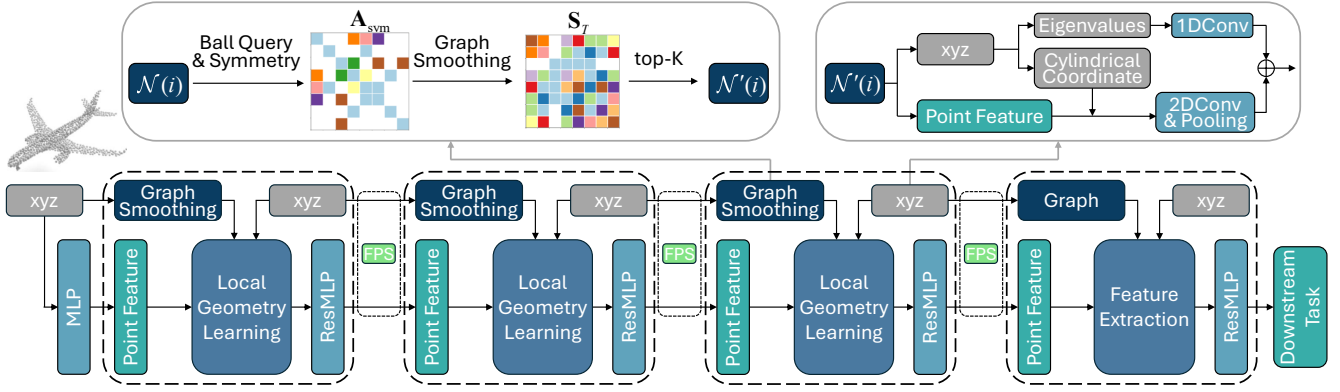 A_sym
S_T
Ball Query
& Symmetry
Graph
Smoothing
top-K
N(i)
N'(i)
N'(i)
xyz
Eigenvalues
1DConv
Cylindrical
Coordinate
Point Feature
2DConv
& Pooling
xyz
MLP
Graph
Smoothing
xyz
Point Feature
Local
Geometry
Learning
ResMLP
FPS
Graph
Smoothing
xyz
Point Feature
Local
Geometry
Learning
ResMLP
FPS
Graph
Smoothing
xyz
Point Feature
Local
Geometry
Learning
ResMLP
FPS
Graph
xyz
Point Feature
Feature
Extraction
ResMLP
Downstream
Task